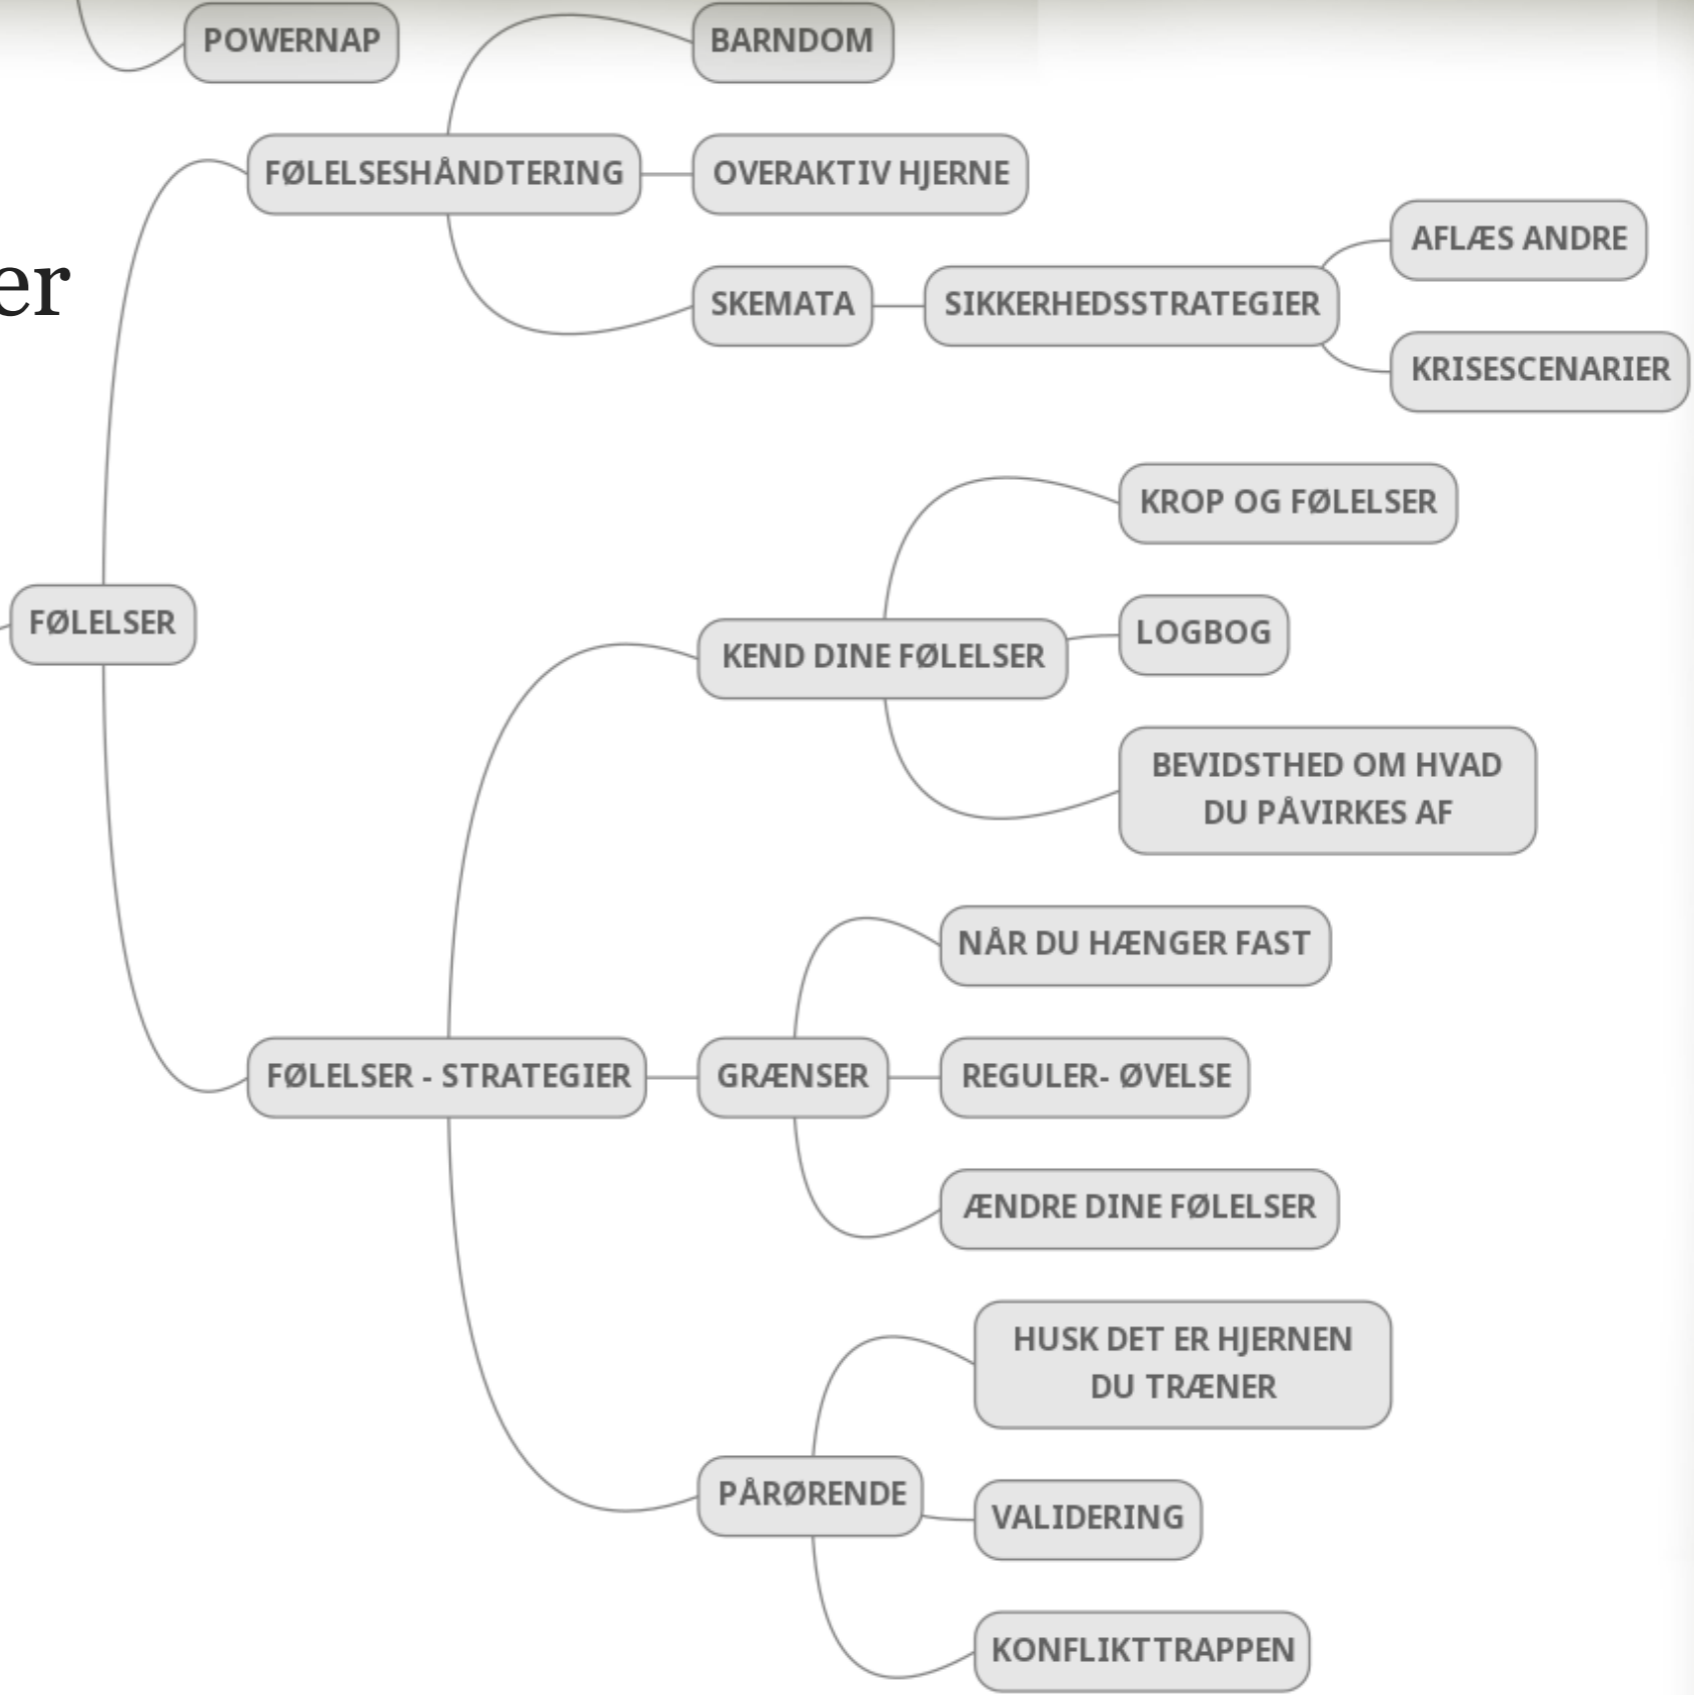 POWERNAP
BARNDOM
FØLELSESHÅNDTERING
OVERAKTIV HJERNE
SKEMATA
SIKKERHEDSSTRATEGIER
AFLÆS ANDRE
KRISESCENARIER
er
FØLELSER
KEND DINE FØLELSER
KROP OG FØLELSER
LOGBOG
BEVIDSTHED OM HVAD
DU PÅVIRKES AF
FØLELSER - STRATEGIER
GRÆNSER
NÅR DU HÆNGER FAST
REGULER- ØVELSE
ÆNDRE DINE FØLELSER
PÅRØRENDE
HUSK DET ER HJERNEN
DU TRÆNER
VALIDERING
KONFLIKTTRAPPEN